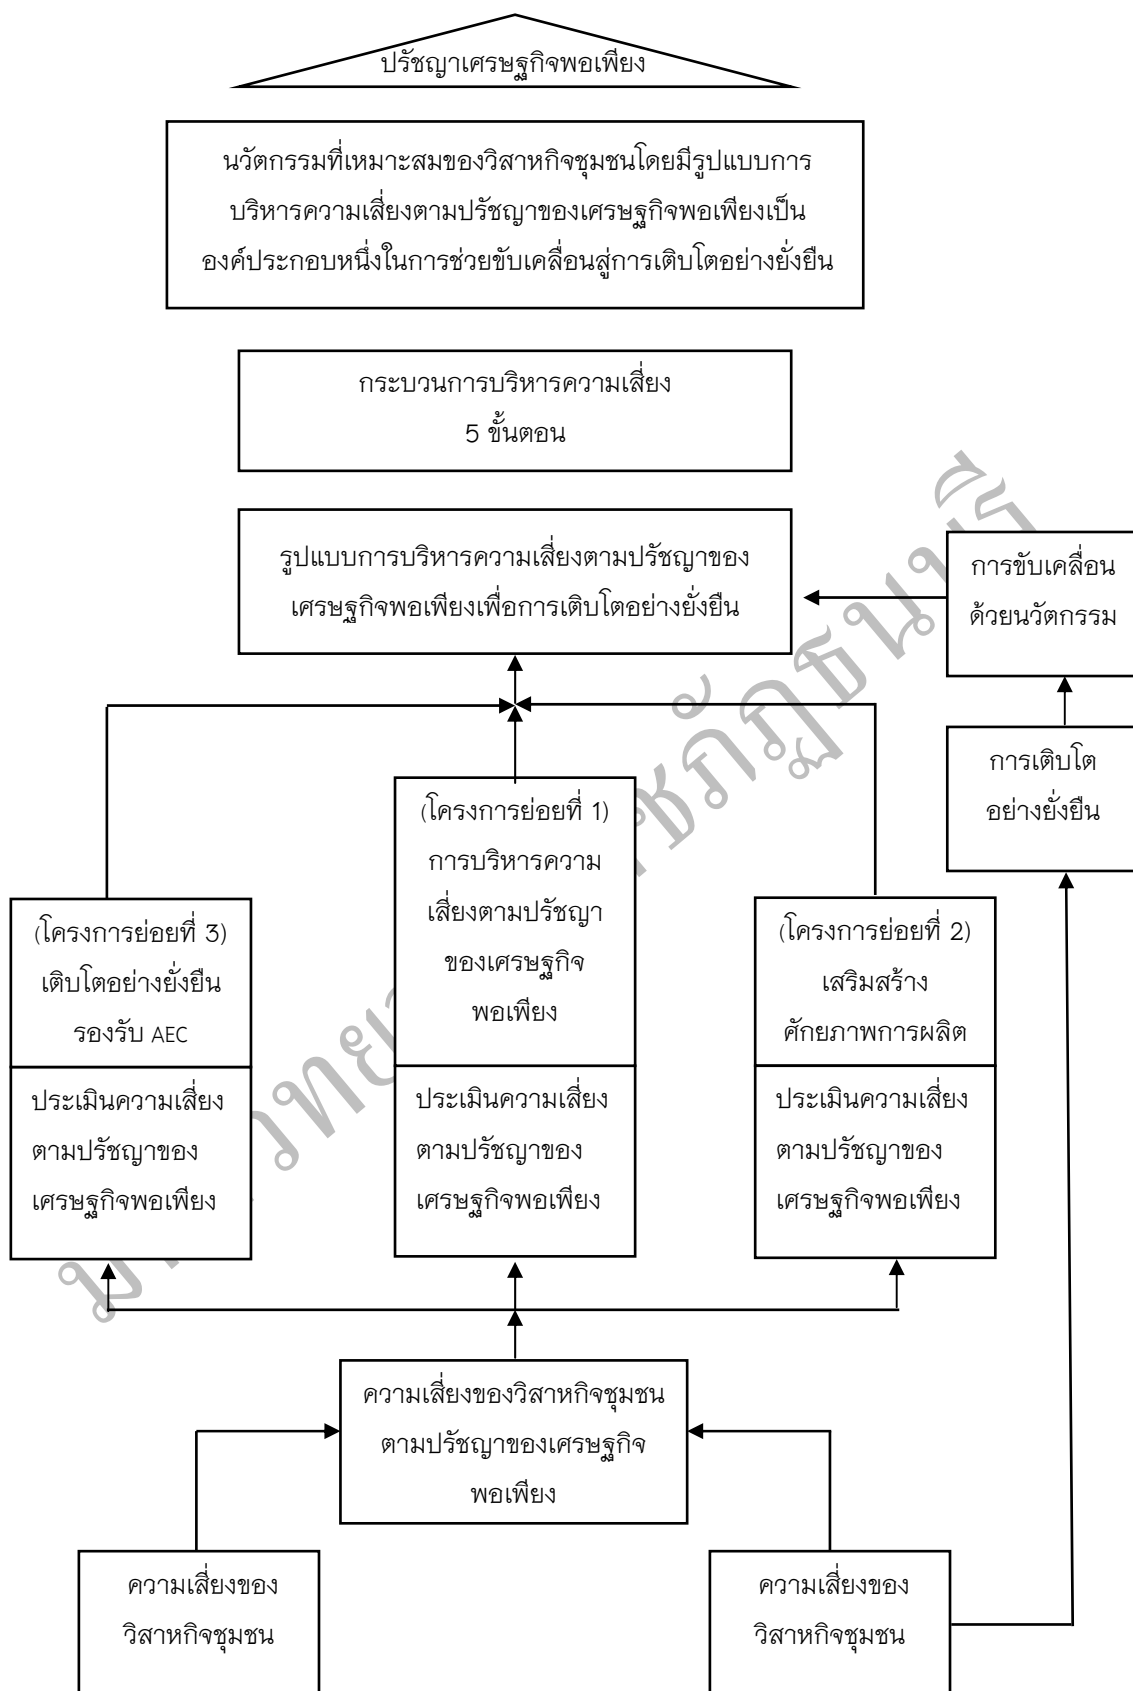 ปรัชญาเศรษฐกิจพอเพียง
นวัตกรรมที่เหมาะสมของวิสาหกิจชุมชนโดยมีรูปแบบการ
บริหารความเสี่ยงตามปรัชญาของเศรษฐกิจพอเพียงเป็น
องค์ประกอบหนึ่งในการช่วยขับเคลื่อนสู่การเติบโตอย่างยั่งยืน
กระบวนการบริหารความเสี่ยง
5 ขั้นตอน
รูปแบบการบริหารความเสี่ยงตามปรัชญาของ
เศรษฐกิจพอเพียงเพื่อการเติบโตอย่างยั่งยืน
การขับเคลื่อน
ด้วยนวัตกรรม
การเติบโต
อย่างยั่งยืน
(โครงการย่อยที่ 3)
เติบโตอย่างยั่งยืน
รองรับ AEC
ประเมินความเสี่ยง
ตามปรัชญาของ
เศรษฐกิจพอเพียง
(โครงการย่อยที่ 1)
การบริหารความ
เสี่ยงตามปรัชญา
ของเศรษฐกิจ
พอเพียง
ประเมินความเสี่ยง
ตามปรัชญาของ
เศรษฐกิจพอเพียง
(โครงการย่อยที่ 2)
เสริมสร้าง
ศักยภาพการผลิต
ประเมินความเสี่ยง
ตามปรัชญาของ
เศรษฐกิจพอเพียง
ความเสี่ยงของวิสาหกิจชุมชน
ตามปรัชญาของเศรษฐกิจ
พอเพียง
ความเสี่ยงของ
วิสาหกิจชุมชน
ความเสี่ยงของ
วิสาหกิจชุมชน